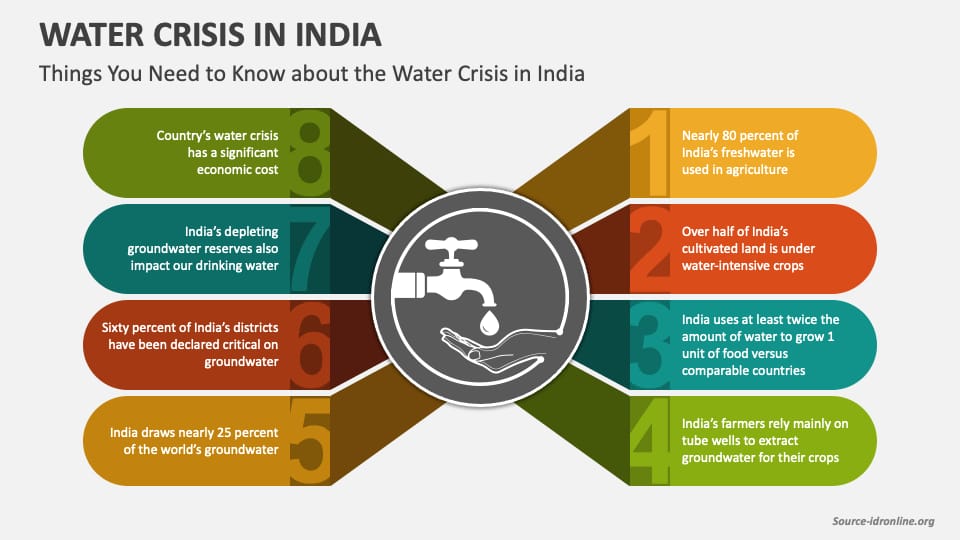 WATER CRISIS IN INDIA
Things You Need to Know about the Water Crisis in India
1
Nearly 80 percent of
India's freshwater is
used in agriculture
2
Over half of India's
cultivated land is under
water-intensive crops
3
India uses at least twice the
amount of water to grow 1
unit of food versus
comparable countries
4
India's farmers rely mainly on
tube wells to extract
groundwater for their crops
5
India draws nearly 25 percent
of the world's groundwater
6
Sixty percent of India's districts
have been declared critical on
groundwater
7
India's depleting
groundwater reserves also
impact our drinking water
8
Country's water crisis
has a significant
economic cost
Source-idronline.org